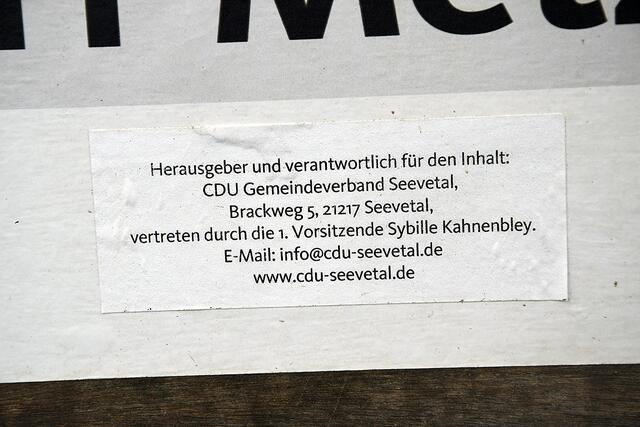 Herausgeber und verantwortlich für den Inhalt:
CDU Gemeindeverband Seevetal,
Brackweg 5, 21217 Seevetal,
vertreten durch die 1. Vorsitzende Sybille Kahnenbley.
E-Mail: info@cdu-seevetal.de
www.cdu-seevetal.de